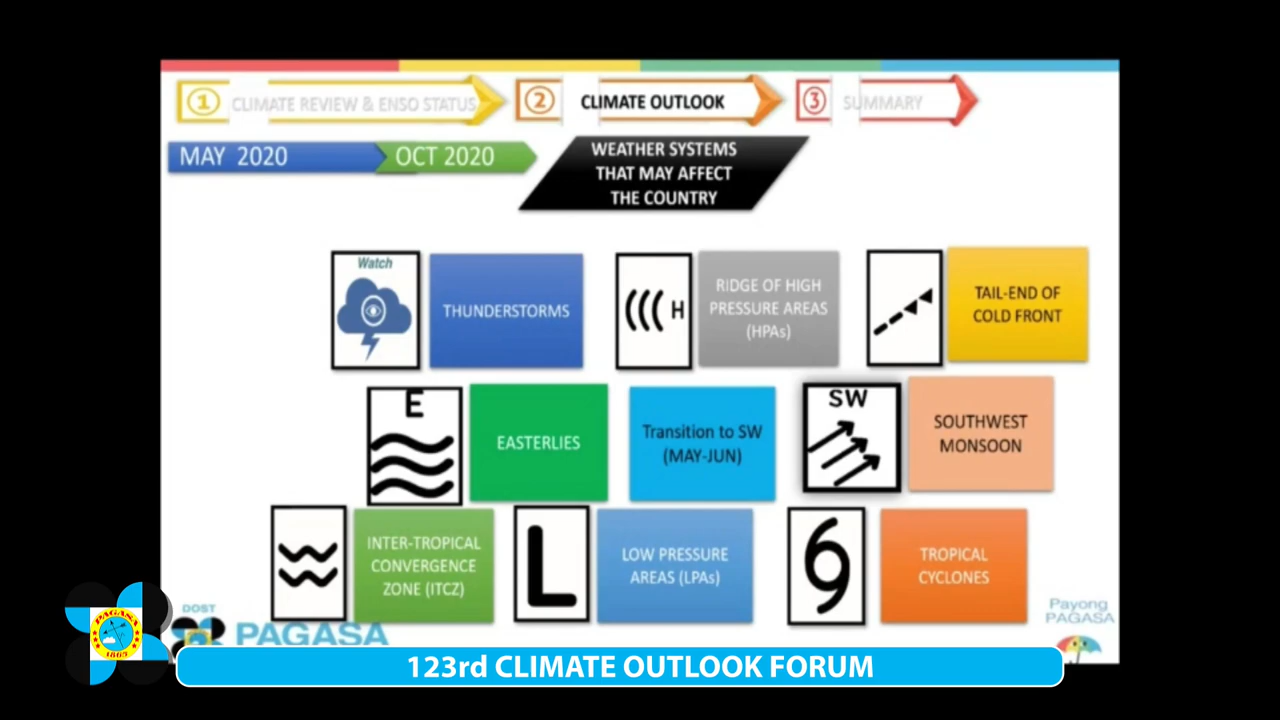 ① CLIMATE REVIEW & ENSO STATUS
② CLIMATE OUTLOOK
③ SUMMARY
MAY 2020
OCT 2020
WEATHER SYSTEMS
THAT MAY AFFECT
THE COUNTRY
Watch
THUNDERSTORMS
H
RIDGE OF HIGH
PRESSURE AREAS
(HPAs)
TAIL-END OF
COLD FRONT
E
EASTERLIES
Transition to SW
(MAY-JUN)
SW
SOUTHWEST
MONSOON
INTER-TROPICAL
CONVERGENCE
ZONE (ITCZ)
L
LOW PRESSURE
AREAS (LPAs)
TROPICAL
CYCLONES
PAGASA
1865
DOST
PAGASA
Payong
PAGASA
123rd CLIMATE OUTLOOK FORUM